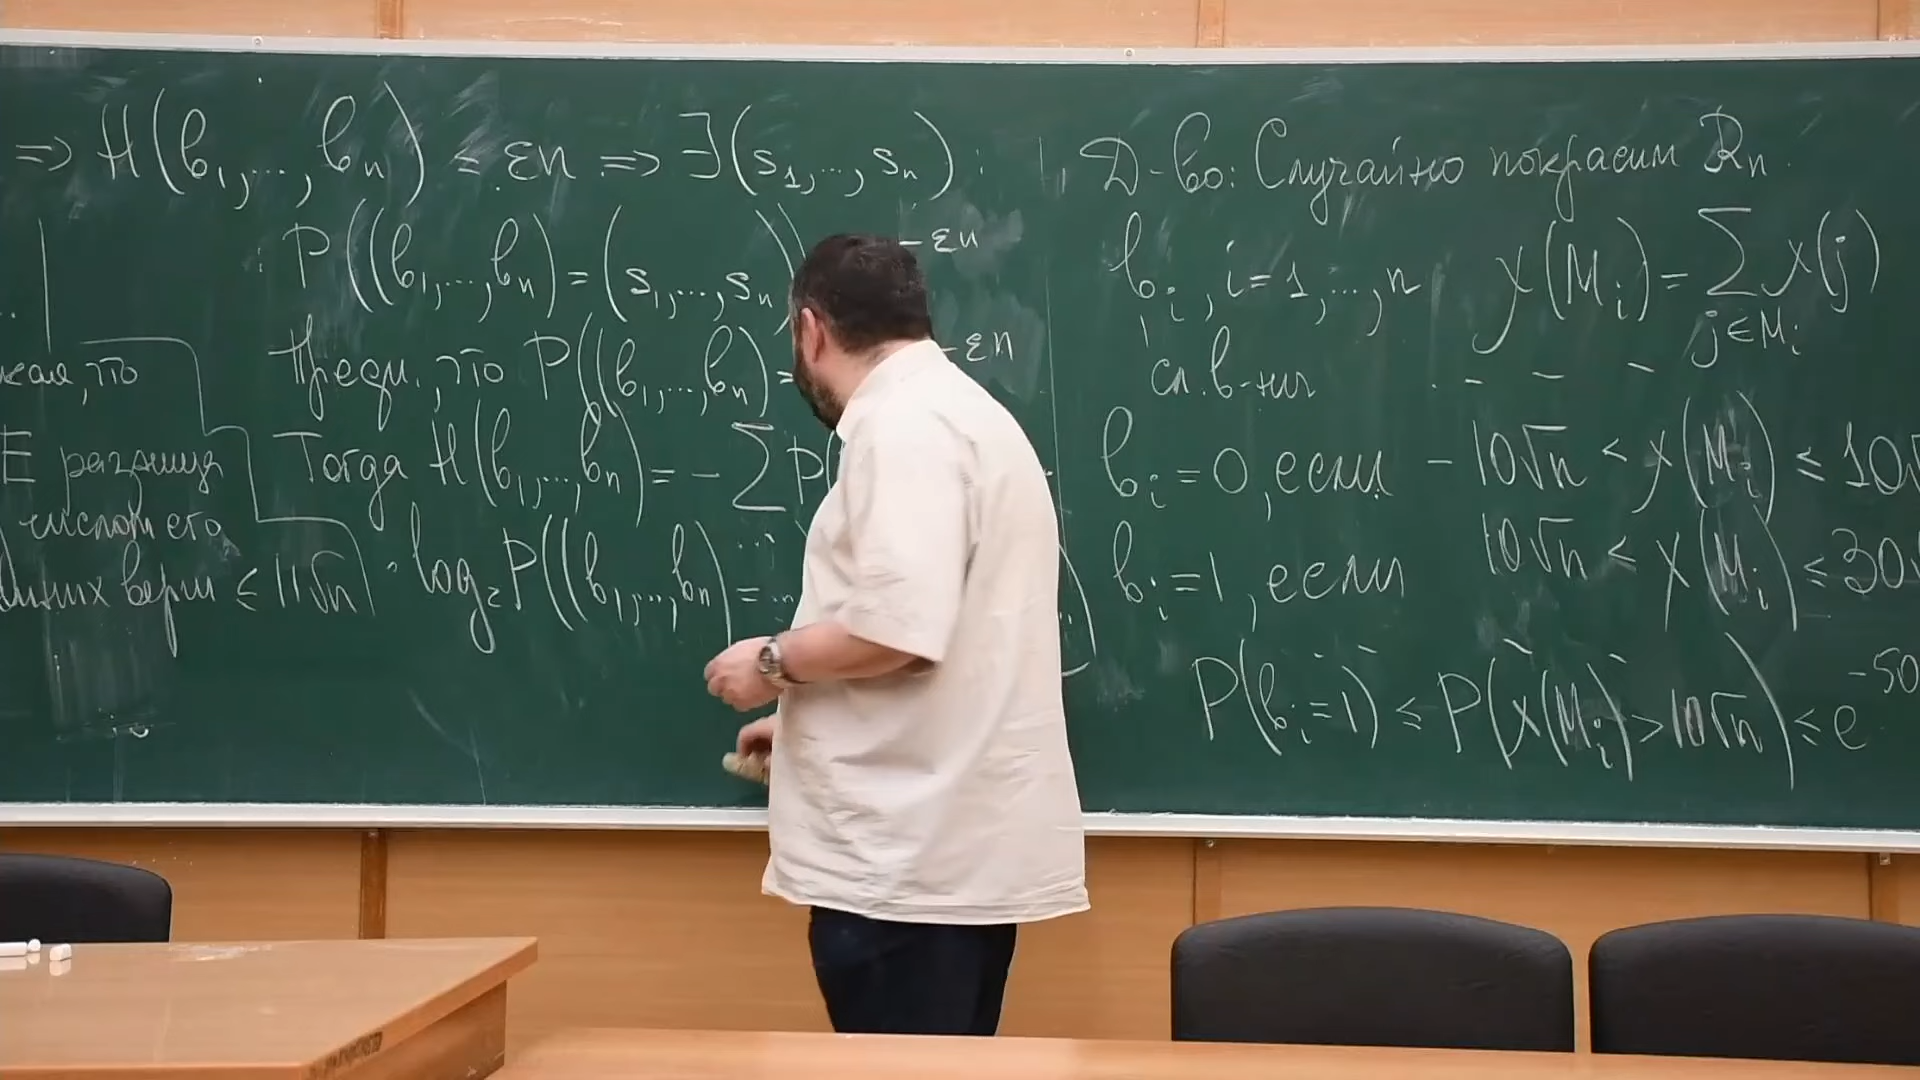 ⇒ H(b₁,...,bₙ) ≤ εn ⇒ ∃(s₁,...,sₙ):
P((b₁,...,bₙ)=(s₁,...,sₙ)) -εn
Предп., что P((b₁,...,bₙ)= -εn
Тогда H(b₁,...,bₙ) = -∑P(
· log₂P((b₁,...,bₙ)=...
что
разница
числом его
верш ≤ 11√n
Д-во: Случайно покрасим Rₙ.
bᵢ, i=1,...,n, χ(Mᵢ)=∑χ(j)
j∈Mᵢ
сл. в-ны
bᵢ=0, если -10√n < χ(Mᵢ) ≤ 10√
bᵢ=1, если 10√n < χ(Mᵢ) ≤ 30
P(bᵢ=1) ≤ P(χ(Mᵢ)>10√n) ≤ e⁻⁵⁰